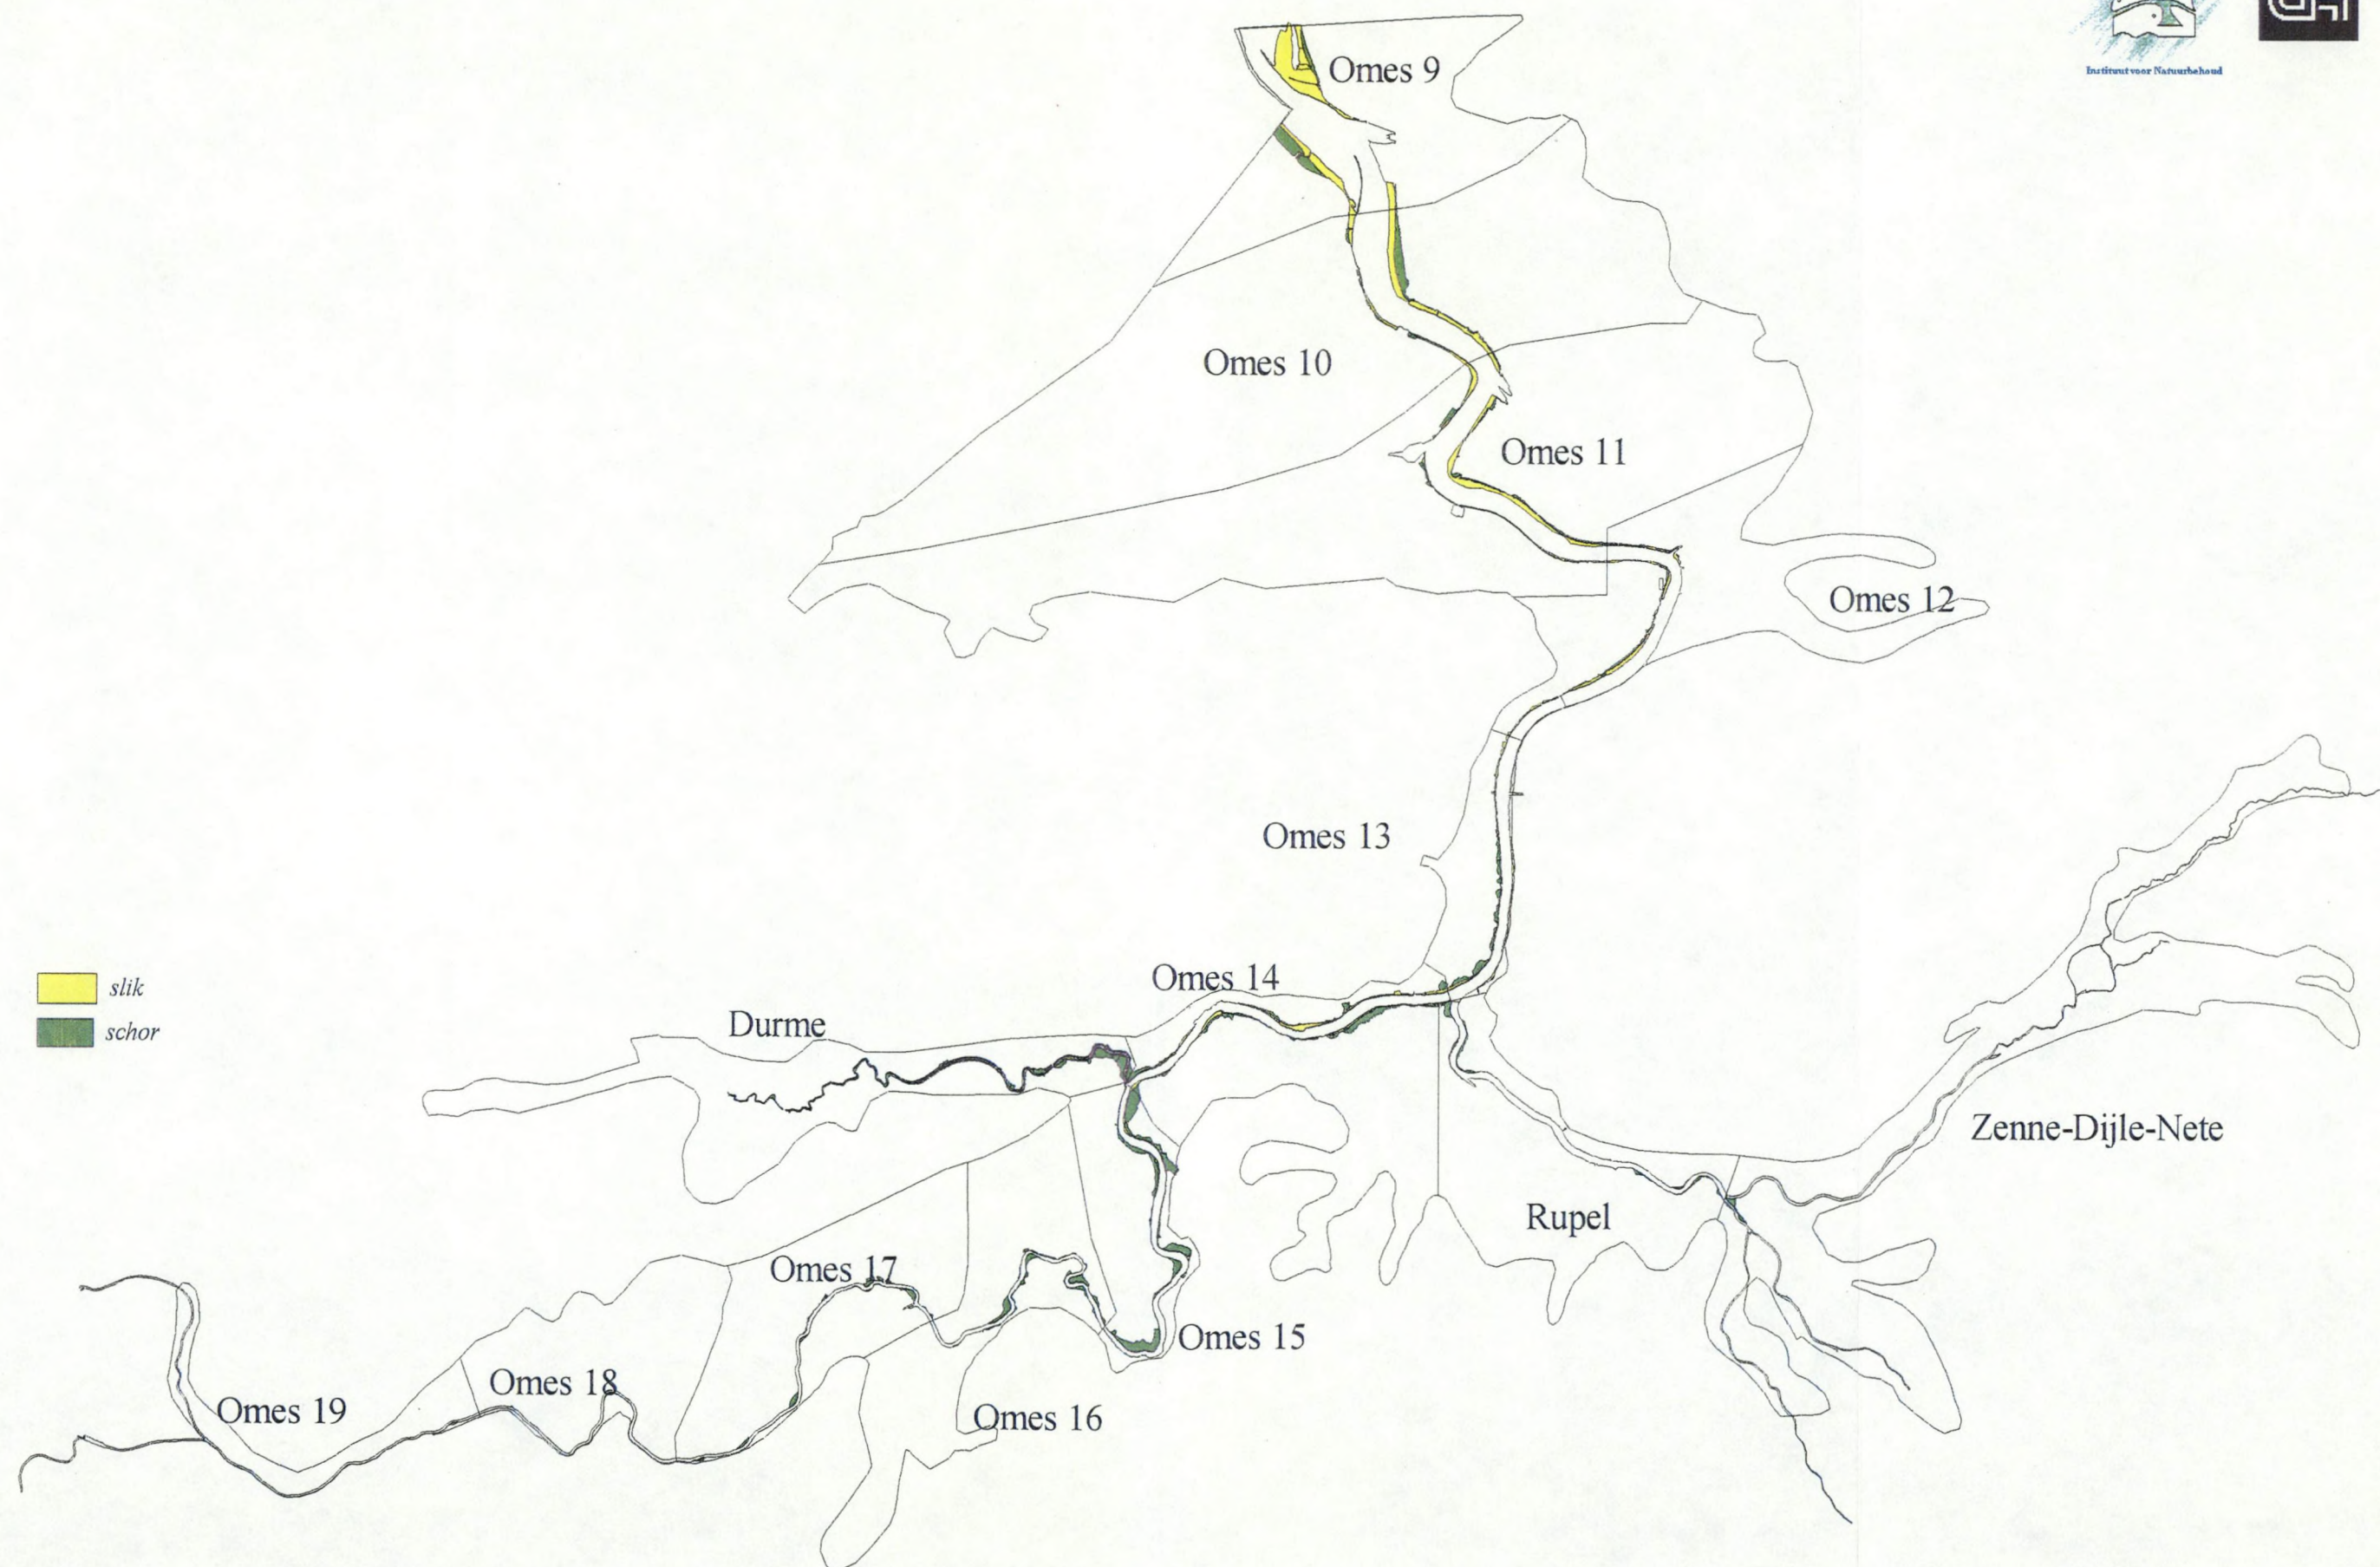 Instituut voor Natuurbehoud
Omes 9
Omes 10
Omes 11
Omes 12
Omes 13
Omes 14
slik
schor
Durme
Zenne-Dijle-Nete
Rupel
Omes 17
Omes 15
Omes 18
Omes 19
Omes 16